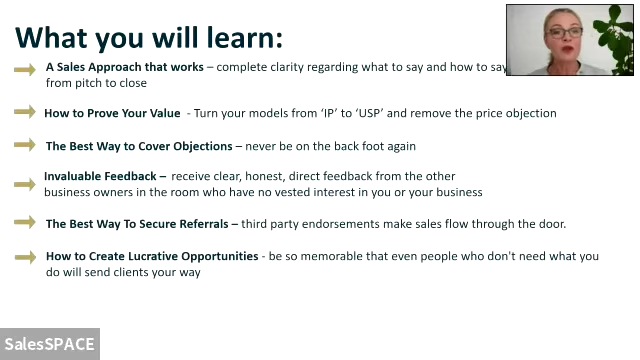 What you will learn:
A Sales Approach that works – complete clarity regarding what to say and how to say
from pitch to close
How to Prove Your Value - Turn your models from ‘IP’ to ‘USP’ and remove the price objection
The Best Way to Cover Objections – never be on the back foot again
Invaluable Feedback – receive clear, honest, direct feedback from the other
business owners in the room who have no vested interest in you or your business
The Best Way To Secure Referrals – third party endorsements make sales flow through the door.
How to Create Lucrative Opportunities - be so memorable that even people who don't need what you
do will send clients your way
SalesSPACE